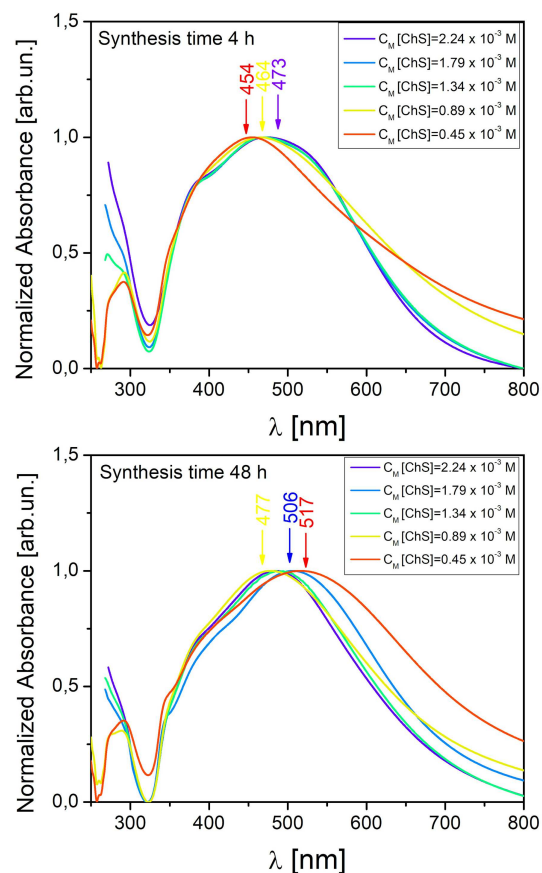 Synthesis time 4 h
C_M [ChS]=2.24 x 10^-3 M
C_M [ChS]=1.79 x 10^-3 M
C_M [ChS]=1.34 x 10^-3 M
C_M [ChS]=0.89 x 10^-3 M
C_M [ChS]=0.45 x 10^-3 M
454
464
473
1,5
1,0
0,5
0,0
Normalized Absorbance [arb.un.]
300 400 500 600 700 800
λ [nm]
Synthesis time 48 h
C_M [ChS]=2.24 x 10^-3 M
C_M [ChS]=1.79 x 10^-3 M
C_M [ChS]=1.34 x 10^-3 M
C_M [ChS]=0.89 x 10^-3 M
C_M [ChS]=0.45 x 10^-3 M
477
506
517
1,5
1,0
0,5
0,0
Normalized Absorbance [arb.un.]
300 400 500 600 700 800
λ [nm]